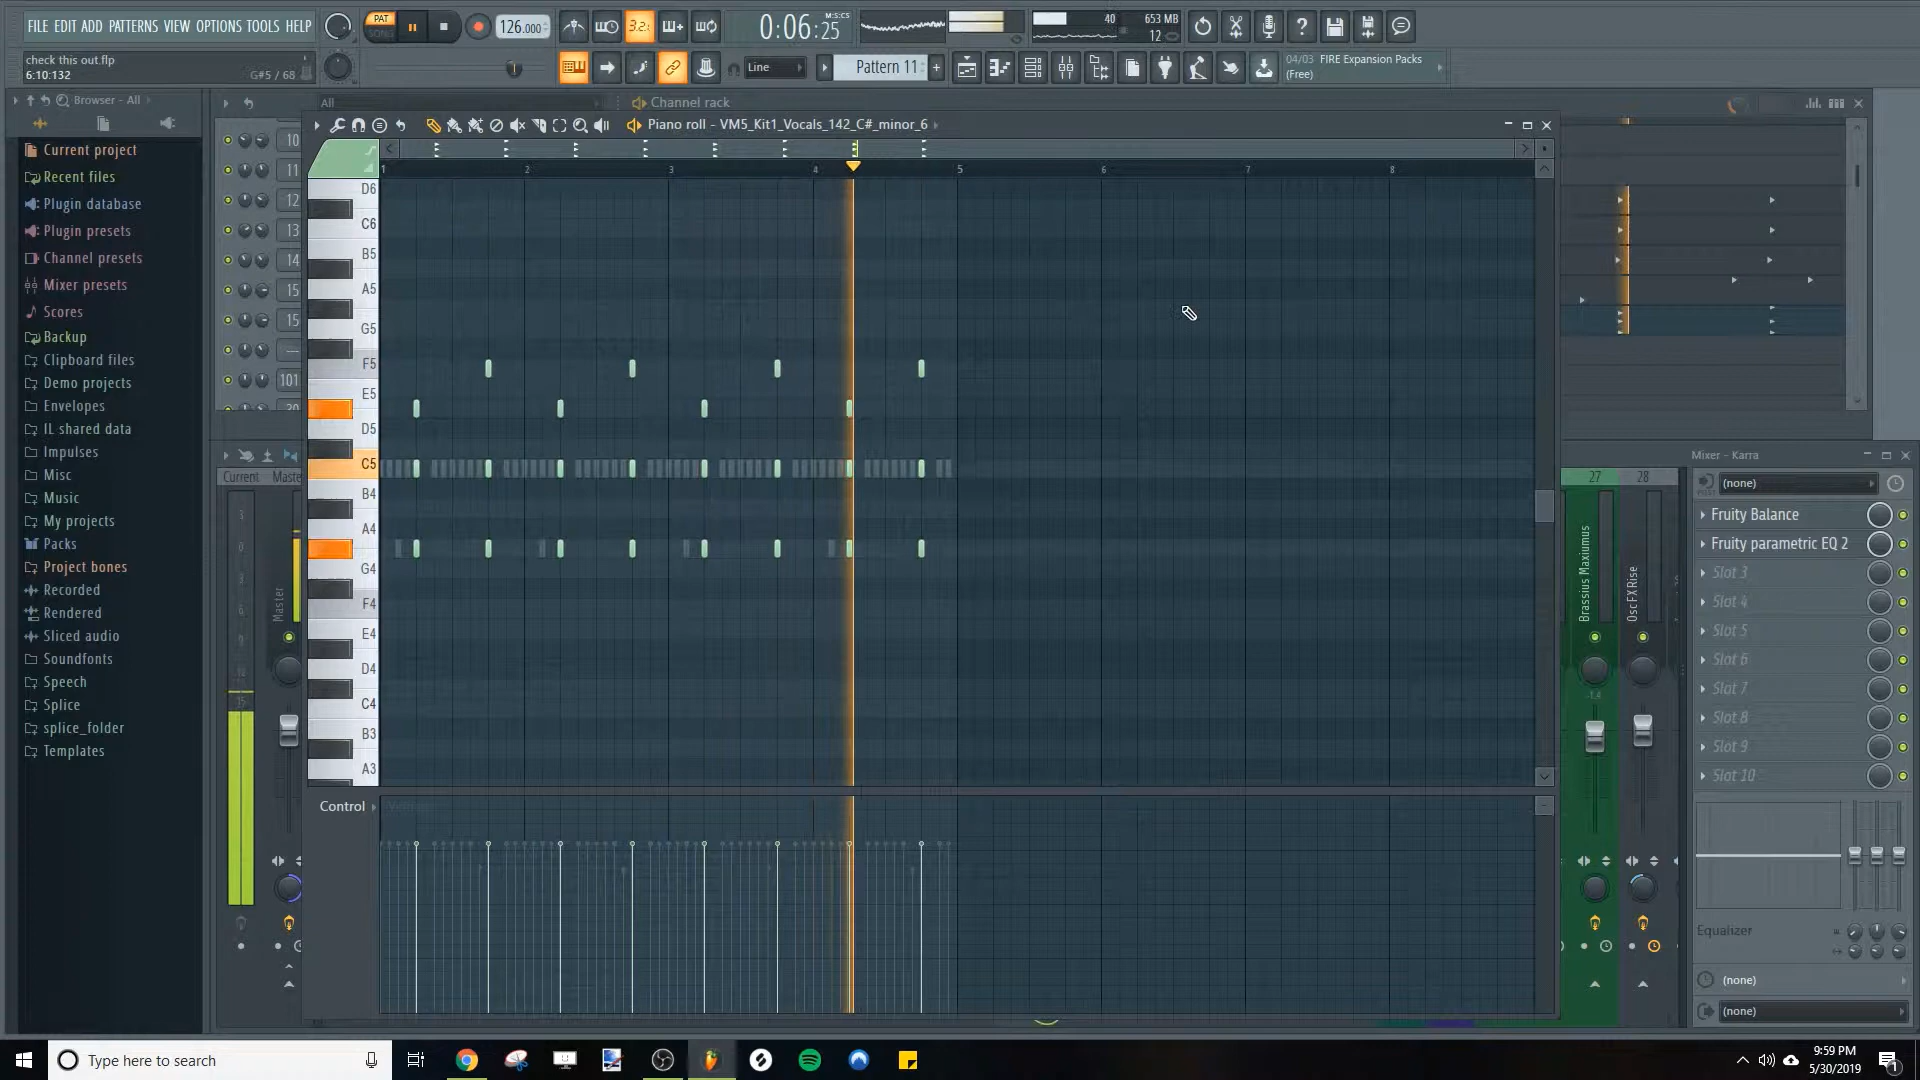 FILE EDIT ADD PATTERNS VIEW OPTIONS TOOLS HELP
PAT
SONG
126.000
3.2.
0:06:25
M:S:CS
40
653 MB
12
check this out.flp
6:10:132
G#5 / 68
Line
Pattern 11
04/03 FIRE Expansion Packs
(Free)
Browser - All
All
Channel rack
Piano roll - VM5_Kit1_Vocals_142_C#_minor_6
Current project
Recent files
Plugin database
Plugin presets
Channel presets
Mixer presets
Scores
Backup
Clipboard files
Demo projects
Envelopes
IL shared data
Impulses
Misc
Music
My projects
Packs
Project bones
Recorded
Rendered
Sliced audio
Soundfonts
Speech
Splice
splice_folder
Templates
10
11
12
13
14
15
15
101
1
2
3
4
5
6
7
8
D6
C6
B5
A5
G5
F5
E5
D5
C5
B4
A4
G4
F4
E4
D4
C4
B3
A3
Control
Current
Master
Mixer - Karra
27
28
Brassius Maxiumus
OscFXRise
-1.4
(none)
Fruity Balance
Fruity parametric EQ 2
Slot 3
Slot 4
Slot 5
Slot 6
Slot 7
Slot 8
Slot 9
Slot 10
Equalizer
(none)
(none)
Type here to search
9:59 PM
5/30/2019
1